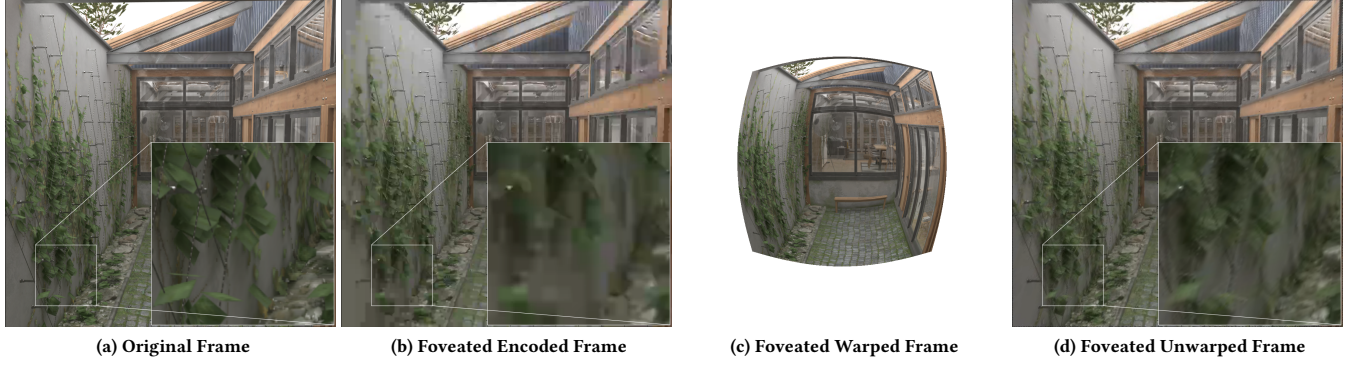 (a) Original Frame
(b) Foveated Encoded Frame
(c) Foveated Warped Frame
(d) Foveated Unwarped Frame